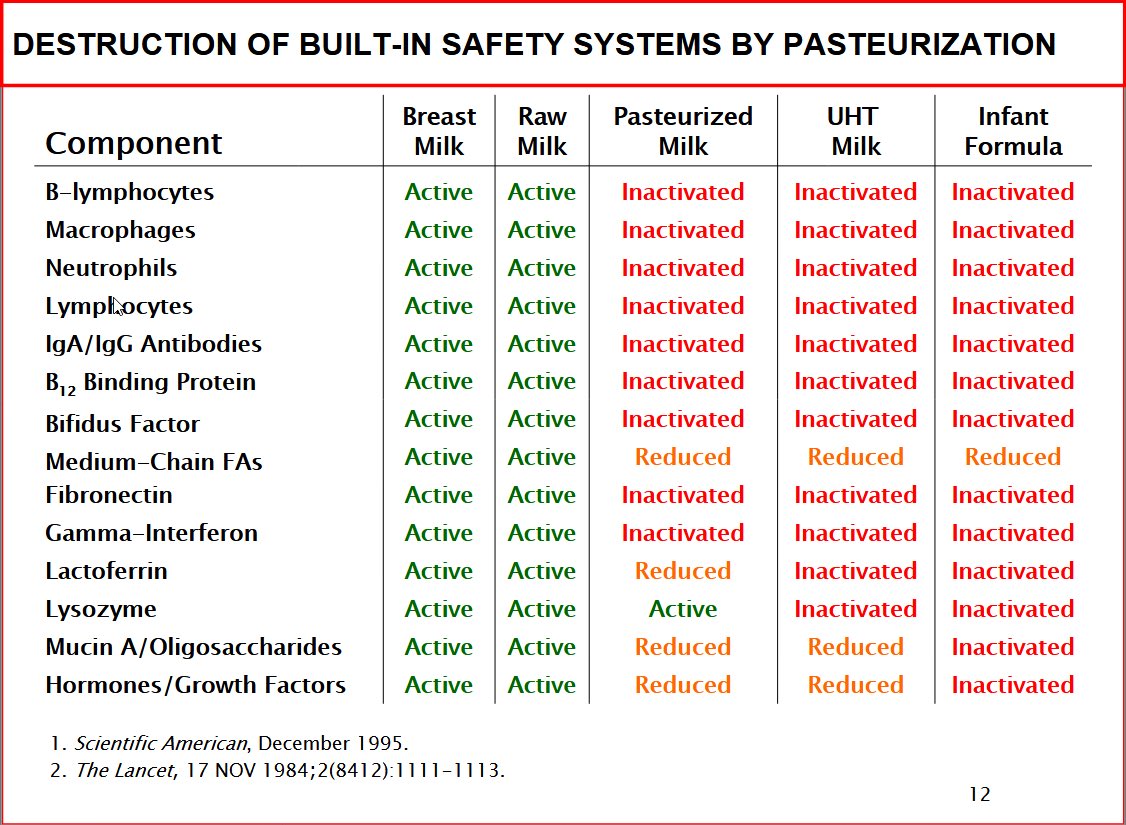 DESTRUCTION OF BUILT-IN SAFETY SYSTEMS BY PASTEURIZATION
Component Breast Milk Raw Milk Pasteurized Milk UHT Milk Infant Formula
B-lymphocytes Active Active Inactivated Inactivated Inactivated
Macrophages Active Active Inactivated Inactivated Inactivated
Neutrophils Active Active Inactivated Inactivated Inactivated
Lymphocytes Active Active Inactivated Inactivated Inactivated
IgA/IgG Antibodies Active Active Inactivated Inactivated Inactivated
B12 Binding Protein Active Active Inactivated Inactivated Inactivated
Bifidus Factor Active Active Inactivated Inactivated Inactivated
Medium-Chain FAs Active Active Reduced Reduced Reduced
Fibronectin Active Active Inactivated Inactivated Inactivated
Gamma-Interferon Active Active Inactivated Inactivated Inactivated
Lactoferrin Active Active Reduced Inactivated Inactivated
Lysozyme Active Active Active Inactivated Inactivated
Mucin A/Oligosaccharides Active Active Reduced Reduced Inactivated
Hormones/Growth Factors Active Active Reduced Reduced Inactivated
1. Scientific American, December 1995.
2. The Lancet, 17 NOV 1984;2(8412):1111-1113.
12